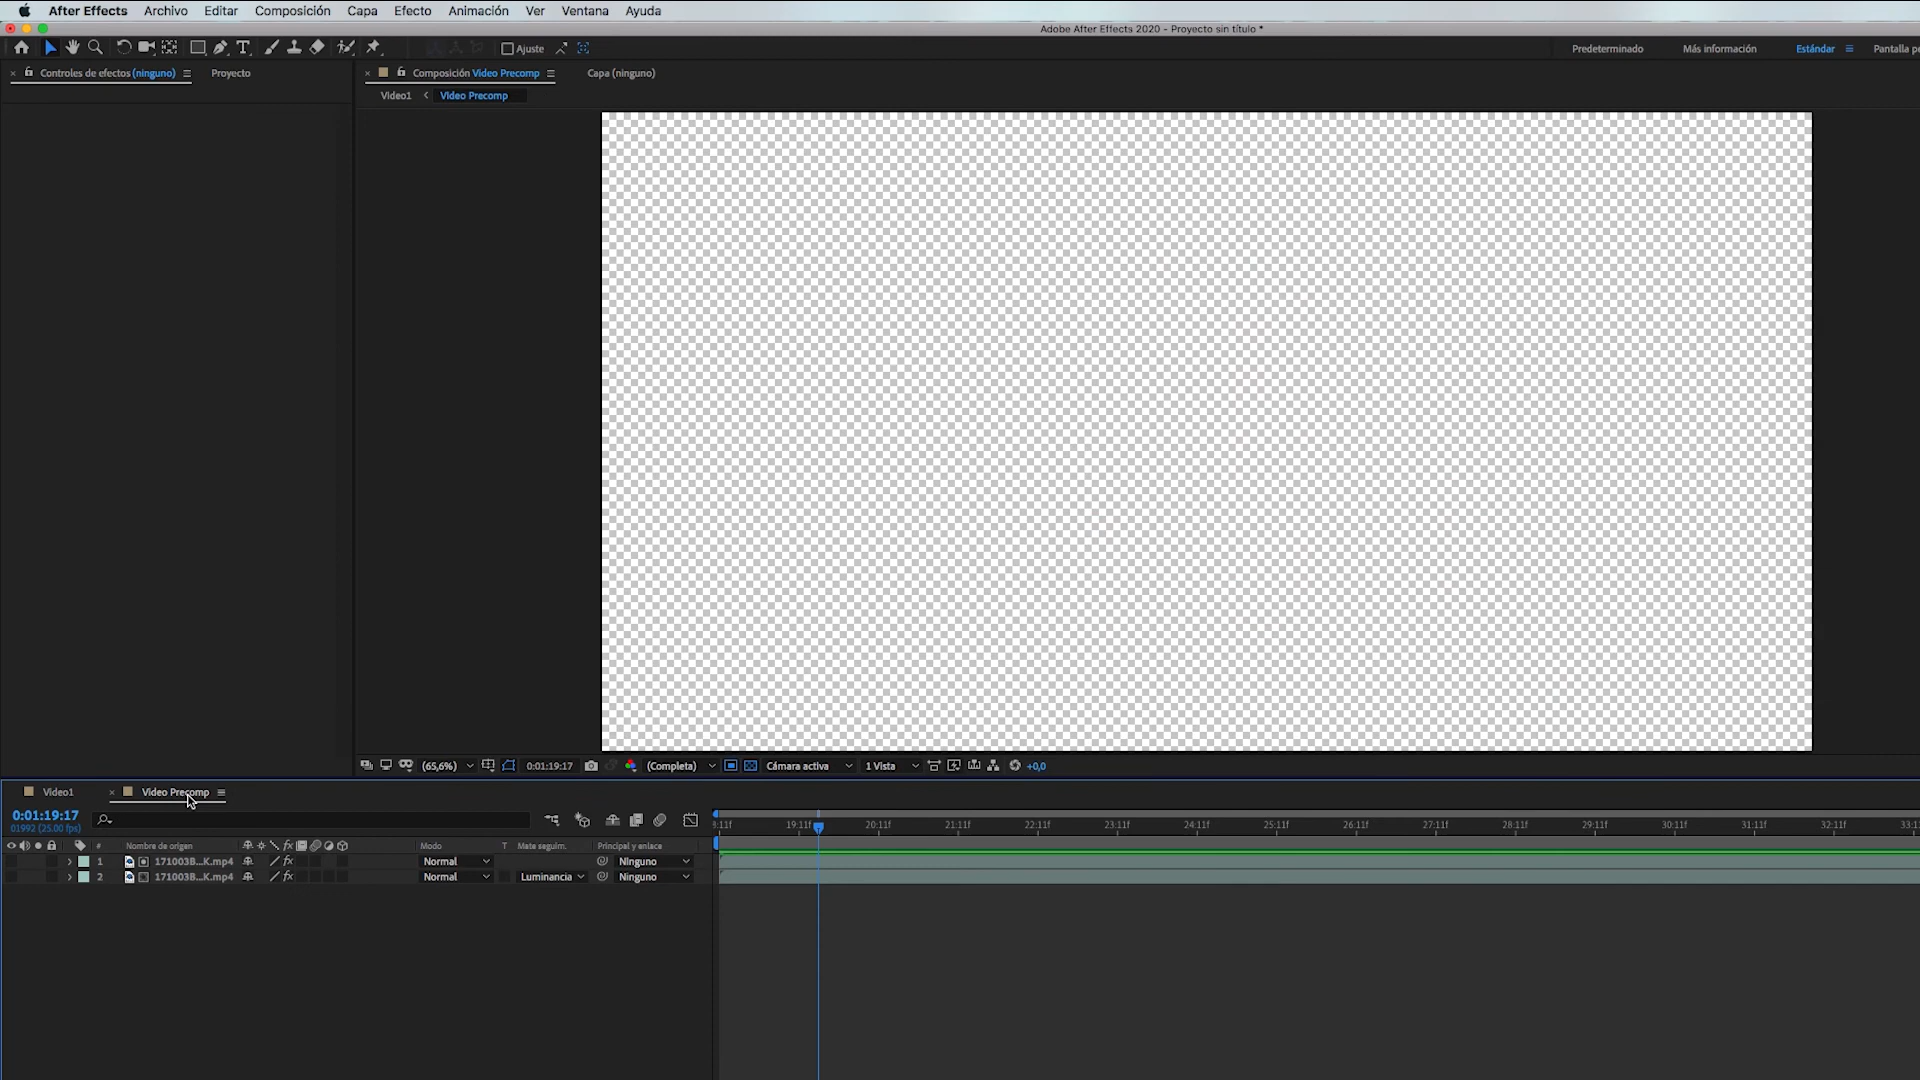 After Effects Archivo Editar Composición Capa Efecto Animación Ver Ventana Ayuda
Adobe After Effects 2020 - Proyecto sin título *
Ajuste Predeterminado Más información Estándar Pantalla p
Controles de efectos (ninguno) Proyecto Composición Video Precomp Capa (ninguno)
Video1 Video Precomp
(65,6%) 0:01:19:17 (Completa) Cámara activa 1 Vista +0,0
Video1 Video Precomp
0:01:19:17
01992 (25.00 fps)
:11f 19:11f 20:11f 21:11f 22:11f 23:11f 24:11f 25:11f 26:11f 27:11f 28:11f 29:11f 30:11f 31:11f 32:11f 33:1
# Nombre de origen Modo T Mate seguim. Principal y enlace
1 171003B...K.mp4 Normal Ninguno
2 171003B...K.mp4 Normal Luminancia Ninguno